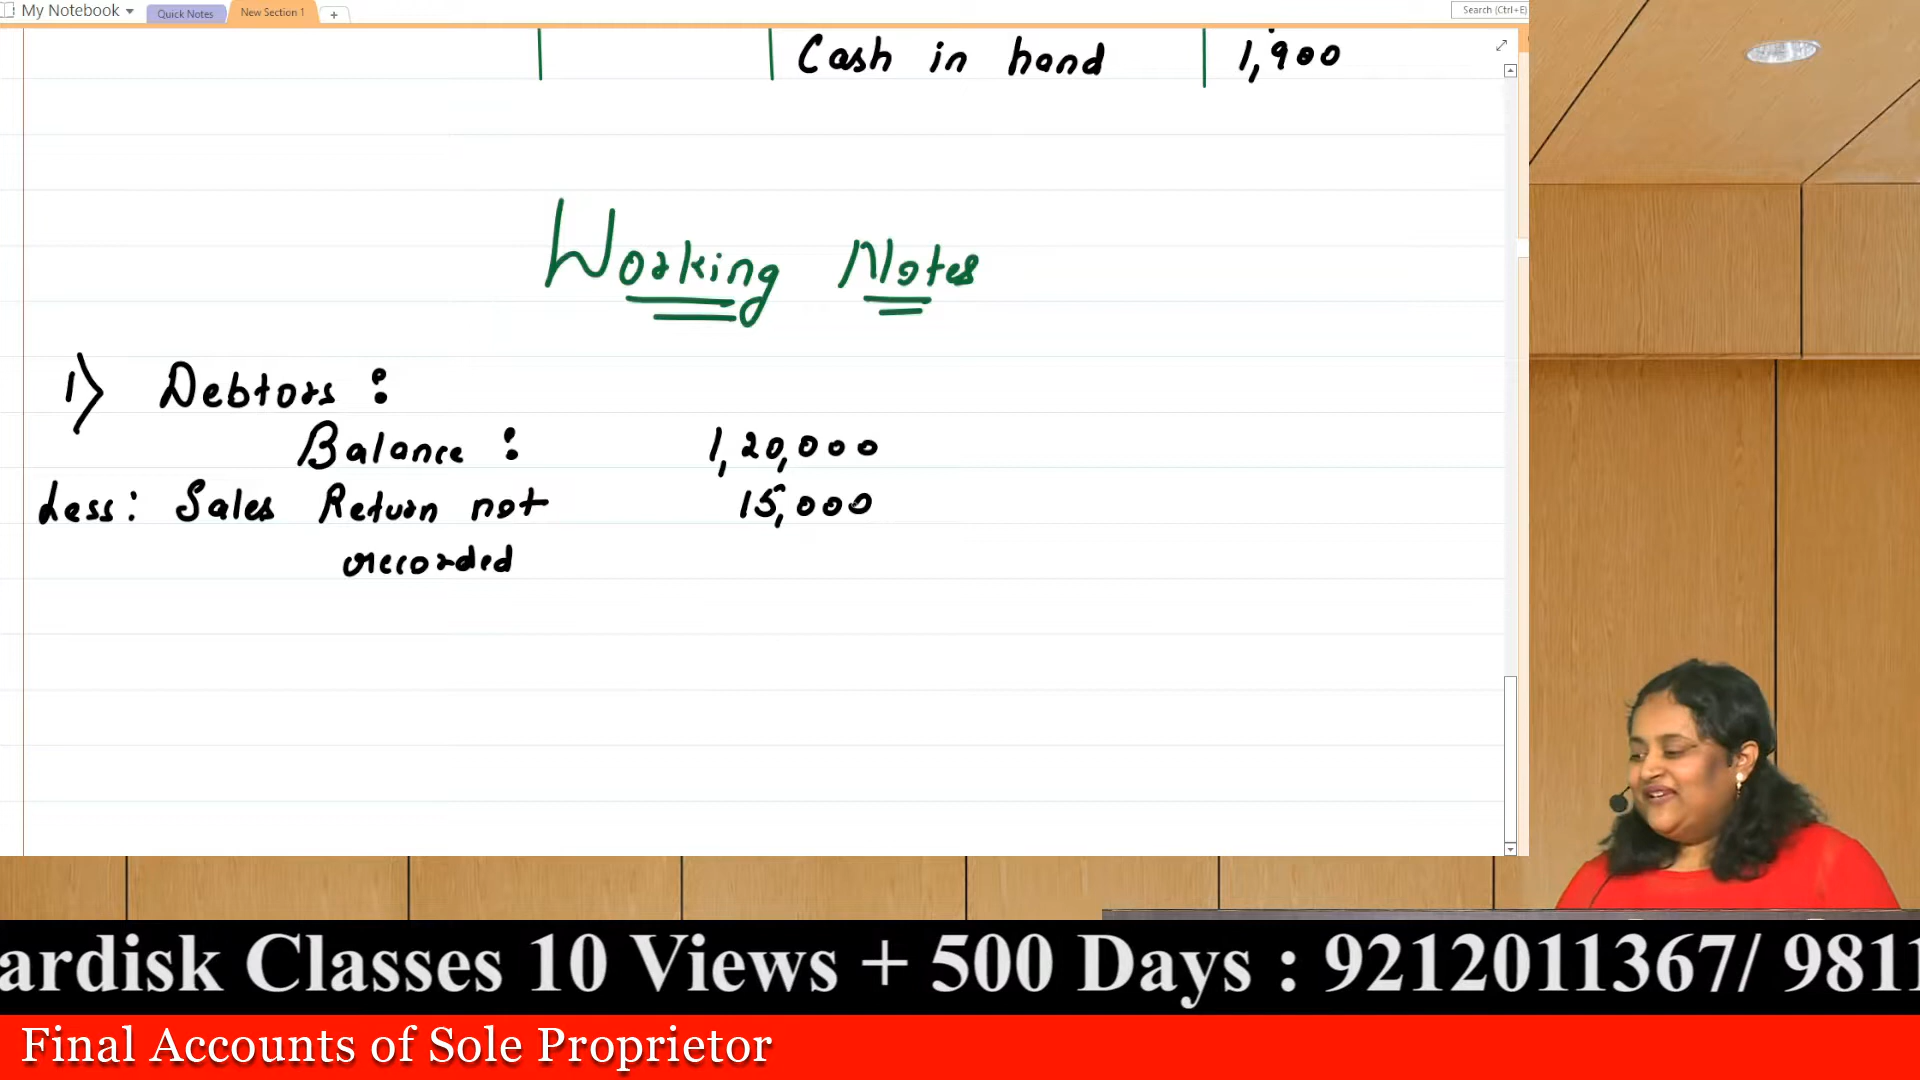 My Notebook
Quick Notes
New Section 1
+
Search (Ctrl+E)
Cash in hand 1,900
Working Notes
1) Debtors :
Balance : 1,20,000
Less: Sales Return not 15,000
recorded
ardisk Classes 10 Views + 500 Days : 9212011367/ 9811
Final Accounts of Sole Proprietor